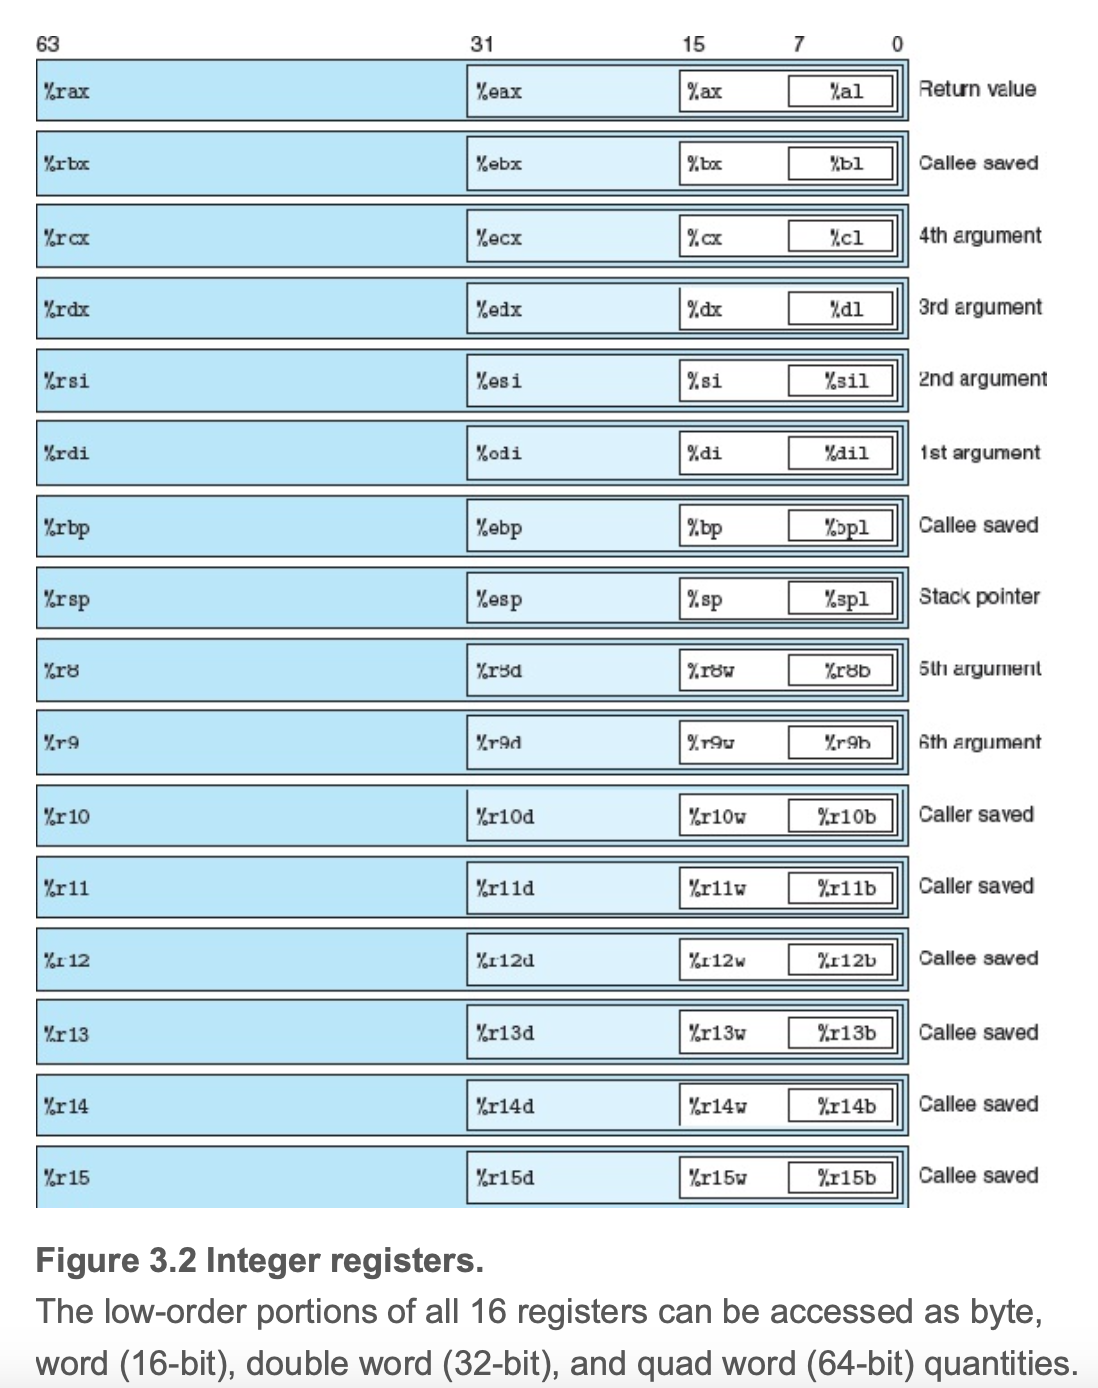 63 31 15 7 0
%rax %eax %ax %al Return value
%rbx %ebx %bx %bl Callee saved
%rcx %ecx %cx %cl 4th argument
%rdx %edx %dx %dl 3rd argument
%rsi %esi %si %sil 2nd argument
%rdi %edi %di %dil 1st argument
%rbp %ebp %bp %bpl Callee saved
%rsp %esp %sp %spl Stack pointer
%r8 %r8d %r8w %r8b 5th argument
%r9 %r9d %r9w %r9b 6th argument
%r10 %r10d %r10w %r10b Caller saved
%r11 %r11d %r11w %r11b Caller saved
%r12 %r12d %r12w %r12b Callee saved
%r13 %r13d %r13w %r13b Callee saved
%r14 %r14d %r14w %r14b Callee saved
%r15 %r15d %r15w %r15b Callee saved
Figure 3.2 Integer registers.
The low-order portions of all 16 registers can be accessed as byte,
word (16-bit), double word (32-bit), and quad word (64-bit) quantities.